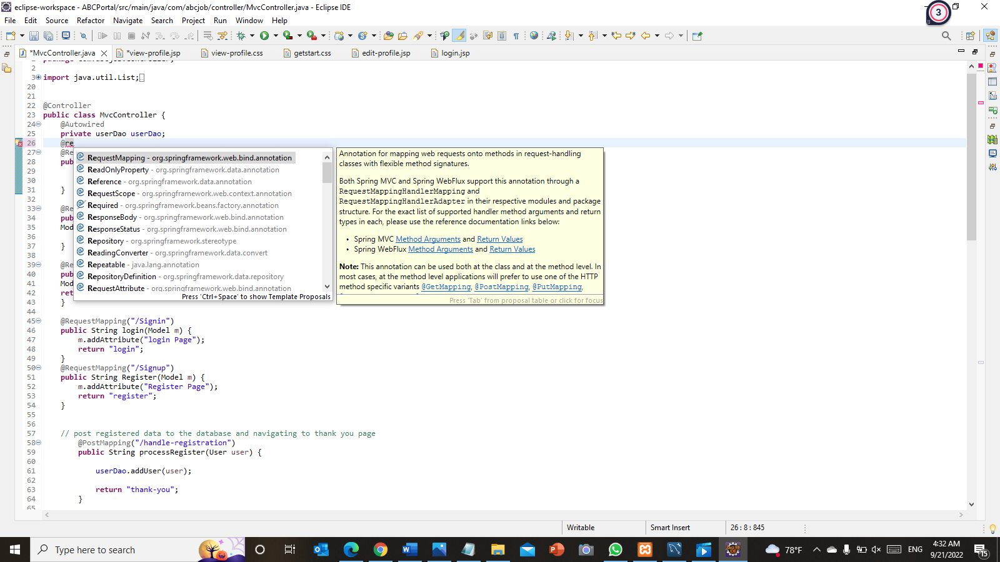 eclipse-workspace - ABCPortal/src/main/java/com/abcjob/controller/MvcController.java - Eclipse IDE
3
File Edit Source Refactor Navigate Search Project Run Window Help
*MvcController.java *view-profile.jsp view-profile.css getstart.css edit-profile.jsp login.jsp
2
3 import java.util.List;
20
21
22 @Controller
23 public class MvcController {
24 @Autowired
25 private userDao userDao;
26 @re
27 @Re
28 pub
29
30
31 }
32
33 @Re
34 pub
35 Mod
36
37 }
38
39 @Re
40 pub
41 Mod
42 ret
43 }
44
45 @RequestMapping("/Signin")
46 public String login(Model m) {
47 m.addAttribute("login Page");
48 return "login";
49 }
50 @RequestMapping("/Signup")
51 public String Register(Model m) {
52 m.addAttribute("Register Page");
53 return "register";
54 }
55
56
57 // post registered data to the database and navigating to thank you page
58 @PostMapping("/handle-registration")
59 public String processRegister(User user) {
60
61 userDao.addUser(user);
62
63 return "thank-you";
64 }
65
RequestMapping - org.springframework.web.bind.annotation
ReadOnlyProperty - org.springframework.data.annotation
Reference - org.springframework.data.annotation
RequestScope - org.springframework.web.context.annotation
Required - org.springframework.beans.factory.annotation
ResponseBody - org.springframework.web.bind.annotation
ResponseStatus - org.springframework.web.bind.annotation
Repository - org.springframework.stereotype
ReadingConverter - org.springframework.data.convert
Repeatable - java.lang.annotation
RepositoryDefinition - org.springframework.data.repository
RequestAttribute - org.springframework.web.bind.annotation
Press 'Ctrl+Space' to show Template Proposals
Annotation for mapping web requests onto methods in request-handling
classes with flexible method signatures.
Both Spring MVC and Spring WebFlux support this annotation through a
RequestMappingHandlerMapping and
RequestMappingHandlerAdapter in their respective modules and package
structure. For the exact list of supported handler method arguments and return
types in each, please use the reference documentation links below:
• Spring MVC Method Arguments and Return Values
• Spring WebFlux Method Arguments and Return Values
Note: This annotation can be used both at the class and at the method level. In
most cases, at the method level applications will prefer to use one of the HTTP
method specific variants @GetMapping, @PostMapping, @PutMapping,
Press 'Tab' from proposal table or click for focus
Writable Smart Insert 26 : 8 : 845
Type here to search
78°F ENG 4:32 AM
9/21/2022
15